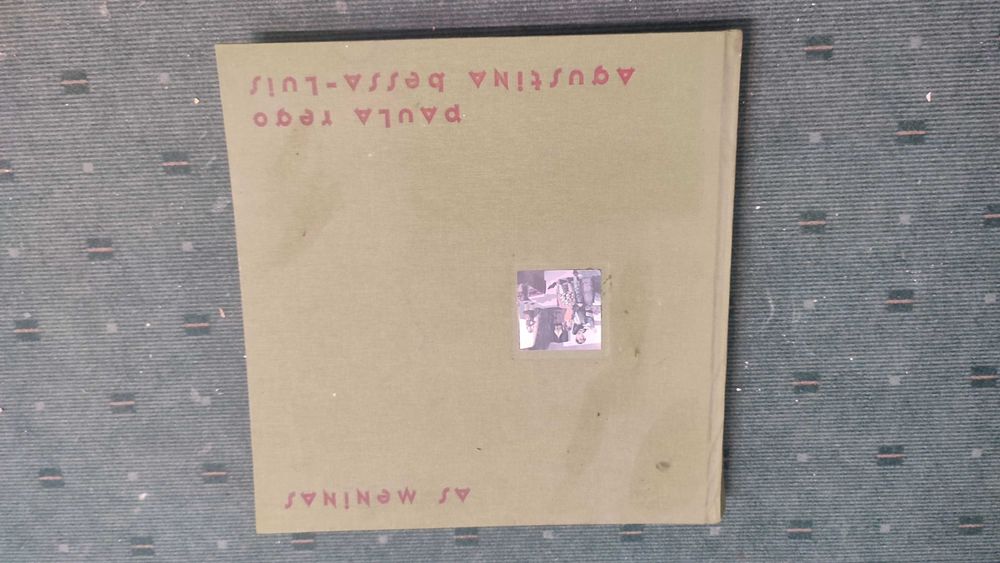 As meninas
paula rego
Agustina bessa-Luís